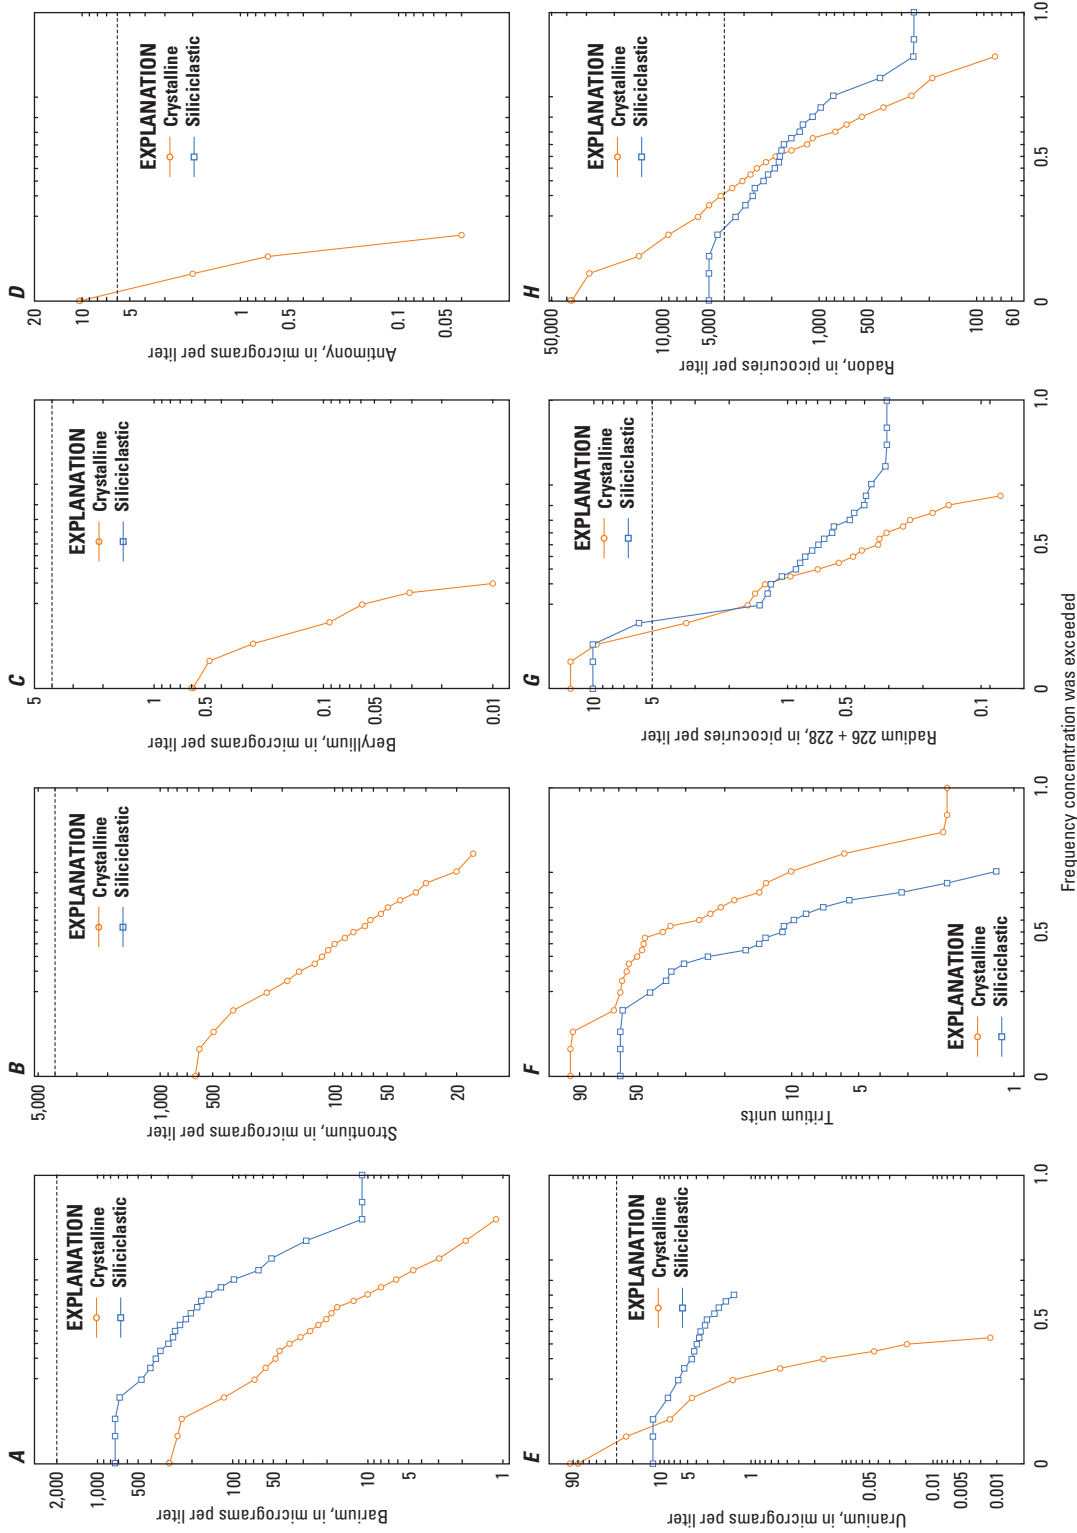 A
EXPLANATION
Crystalline
Siliciclastic
2,000
1,000
500
100
50
10
5
1
Barium, in micrograms per liter
B
EXPLANATION
Crystalline
Siliciclastic
5,000
1,000
500
100
50
20
Strontium, in micrograms per liter
C
EXPLANATION
Crystalline
Siliciclastic
5
1
0.5
0.1
0.05
0.01
Beryllium, in micrograms per liter
D
EXPLANATION
Crystalline
Siliciclastic
20
10
5
1
0.5
0.1
0.05
Antimony, in micrograms per liter
E
EXPLANATION
Crystalline
Siliciclastic
90
50
10
5
1
0.05
0.01
0.005
0.001
Uranium, in micrograms per liter
0
0.5
1.0
F
EXPLANATION
Crystalline
Siliciclastic
90
50
10
5
1
Tritium units
0
0.5
1.0
G
EXPLANATION
Crystalline
Siliciclastic
10
5
1
0.5
0.1
Radium 226 + 228, in picocuries per liter
0
0.5
1.0
H
EXPLANATION
Crystalline
Siliciclastic
50,000
10,000
5,000
1,000
500
100
60
Radon, in picocuries per liter
0
0.5
1.0
Frequency concentration was exceeded